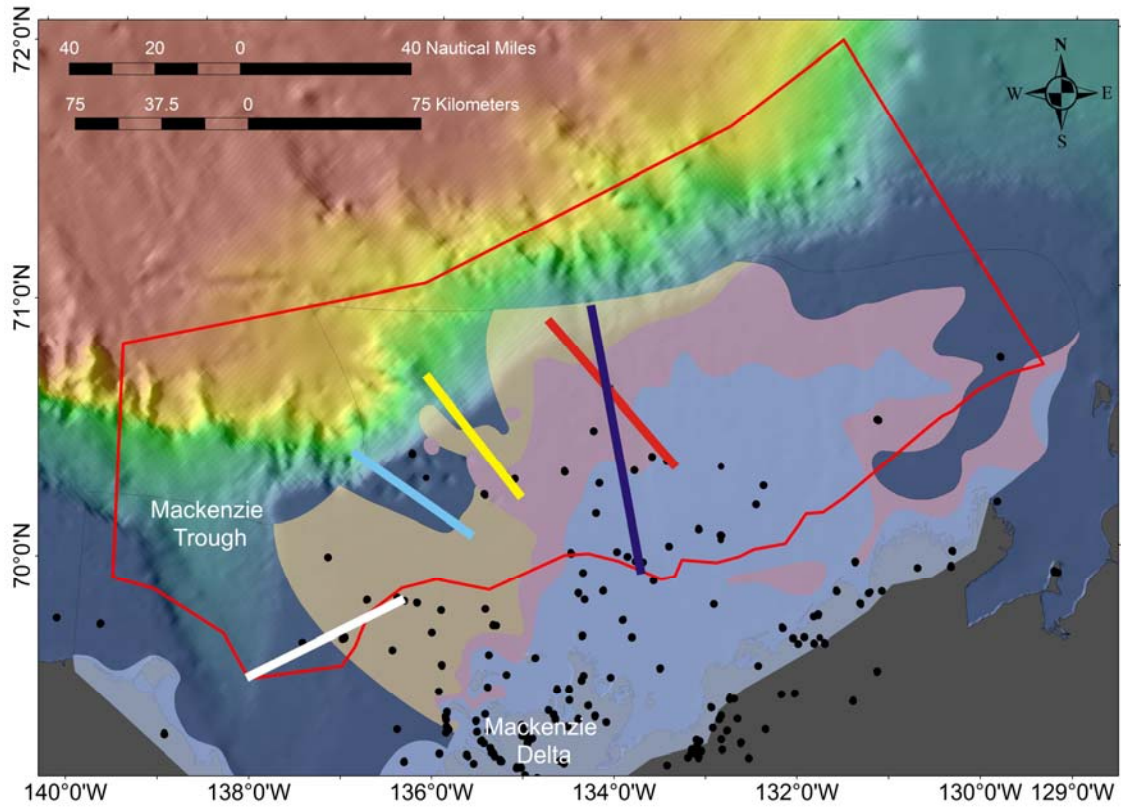 72°0'N
40 20 0 40 Nautical Miles
75 37.5 0 75 Kilometers
N
W E
S
71°0'N
Mackenzie
Trough
70°0'N
Mackenzie
Delta
140°0'W 138°0'W 136°0'W 134°0'W 132°0'W 130°0'W 129°0'W